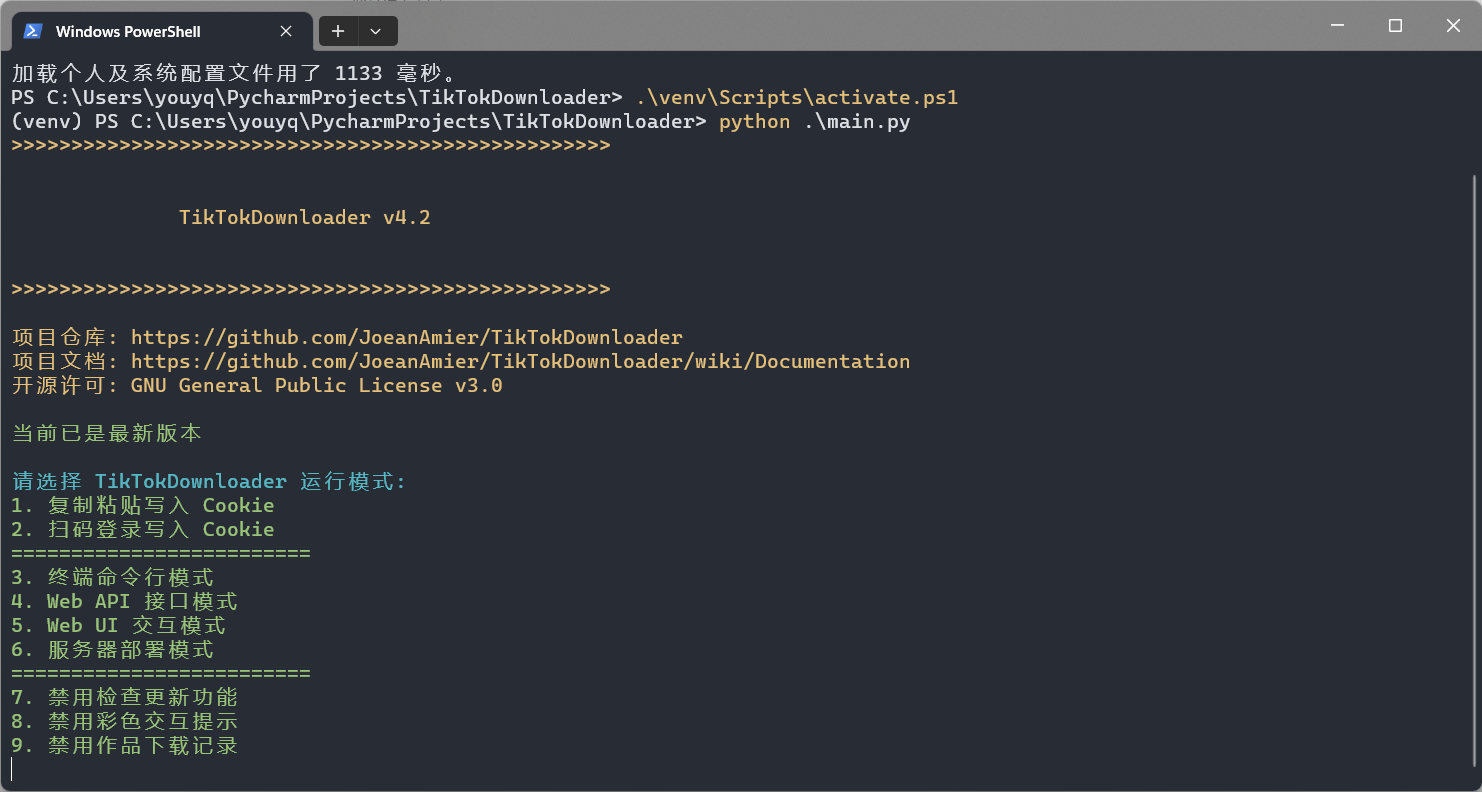 Windows PowerShell
加载个人及系统配置文件用了 1133 毫秒。
PS C:\Users\youyq\PycharmProjects\TikTokDownloader> .\venv\Scripts\activate.ps1
(venv) PS C:\Users\youyq\PycharmProjects\TikTokDownloader> python .\main.py
>>>>>>>>>>>>>>>>>>>>>>>>>>>>>>>>>>>>>>>>>>>>>>>>>>
TikTokDownloader v4.2
>>>>>>>>>>>>>>>>>>>>>>>>>>>>>>>>>>>>>>>>>>>>>>>>>>
项目仓库: https://github.com/JoeanAmier/TikTokDownloader
项目文档: https://github.com/JoeanAmier/TikTokDownloader/wiki/Documentation
开源许可: GNU General Public License v3.0
当前已是最新版本
请选择 TikTokDownloader 运行模式:
1. 复制粘贴写入 Cookie
2. 扫码登录写入 Cookie
=========================
3. 终端命令行模式
4. Web API 接口模式
5. Web UI 交互模式
6. 服务器部署模式
=========================
7. 禁用检查更新功能
8. 禁用彩色交互提示
9. 禁用作品下载记录